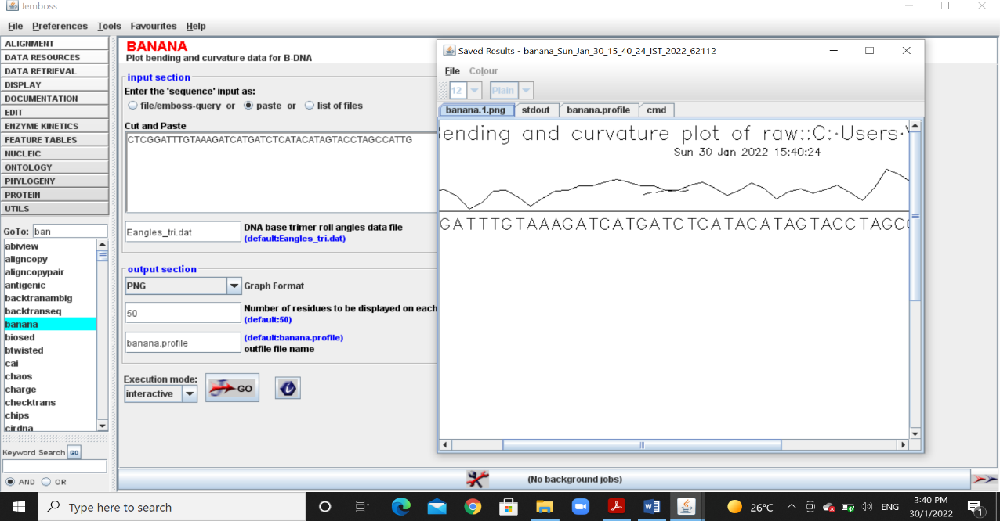 Jemboss
File Preferences Tools Favourites Help
ALIGNMENT
DATA RESOURCES
DATA RETRIEVAL
DISPLAY
DOCUMENTATION
EDIT
ENZYME KINETICS
FEATURE TABLES
NUCLEIC
ONTOLOGY
PHYLOGENY
PROTEIN
UTILS
GoTo: ban
abiview
aligncopy
aligncopypair
antigenic
backtranambig
backtranseq
banana
biosed
btwisted
cai
chaos
charge
checktrans
chips
cirdna
Keyword Search GO
AND OR
BANANA
Plot bending and curvature data for B-DNA
input section
Enter the 'sequence' input as:
file/emboss-query or paste or list of files
Cut and Paste
CTCGGATTTGTAAAGATCATGATCTCATACATAGTACCTAGCCATTG
Eangles_tri.dat
DNA base trimer roll angles data file
(default:Eangles_tri.dat)
output section
PNG
Graph Format
50
Number of residues to be displayed on each
(default:50)
banana.profile
(default:banana.profile)
outfile file name
Execution mode:
interactive
GO
Saved Results - banana_Sun_Jan_30_15_40_24_IST_2022_62112
File Colour
12 Plain
banana.1.png stdout banana.profile cmd
ending and curvature plot of raw::C:·Users·
Sun 30 Jan 2022 15:40:24
GATTTGTAAAGATCATGATCTCATACATAGTACCTAGC
(No background jobs)
Type here to search
W
26°C
ENG
3:40 PM
30/1/2022
1